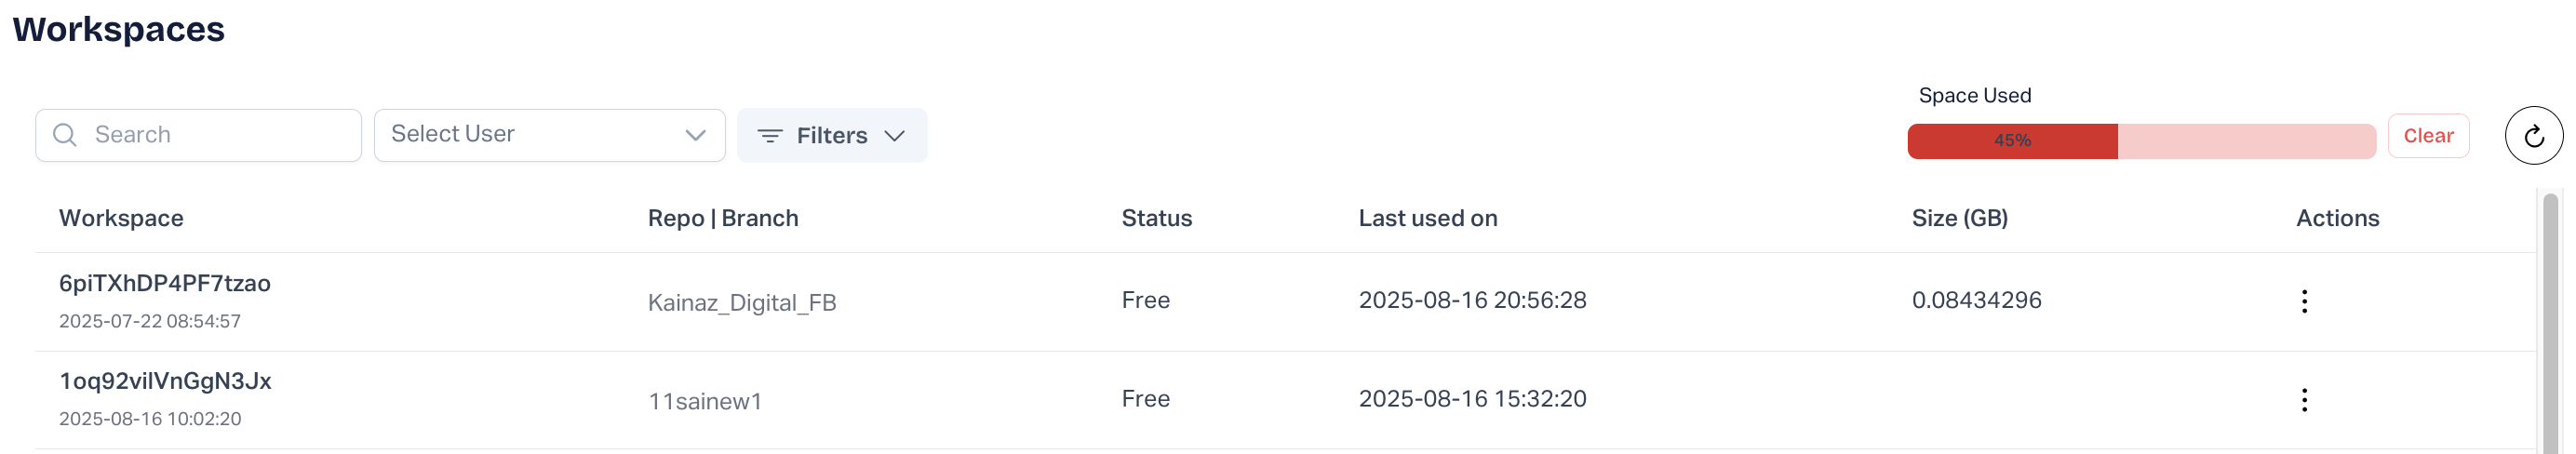 Workspaces
Space Used
Search
Select User
Filters
45%
Clear
Workspace Repo | Branch Status Last used on Size (GB) Actions
6piTXhDP4PF7tzao
2025-07-22 08:54:57
Kainaz_Digital_FB Free 2025-08-16 20:56:28 0.08434296
1oq92vilVnGgN3Jx
2025-08-16 10:02:20
11sainew1 Free 2025-08-16 15:32:20